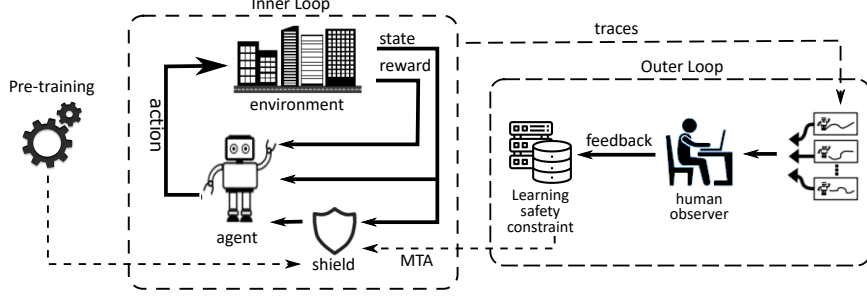 Inner Loop
state
traces
reward
Outer Loop
Pre-training
environment
action
feedback
Learning
safety
constraint
human
observer
agent
shield
MTA